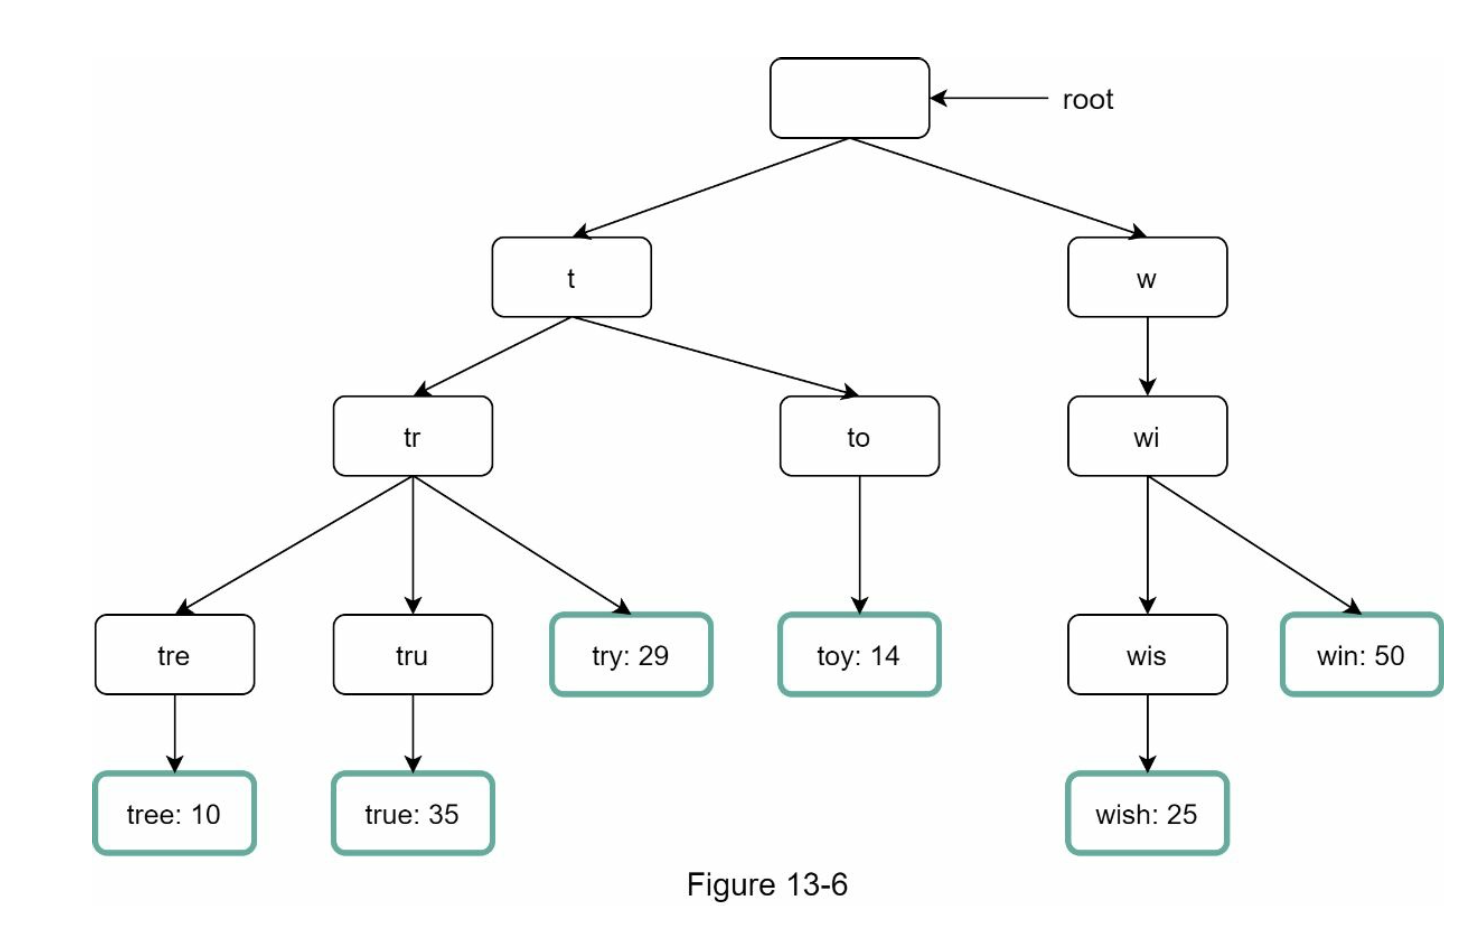 root
t
w
tr
to
wi
tre
tru
try: 29
toy: 14
wis
win: 50
tree: 10
true: 35
wish: 25
Figure 13-6